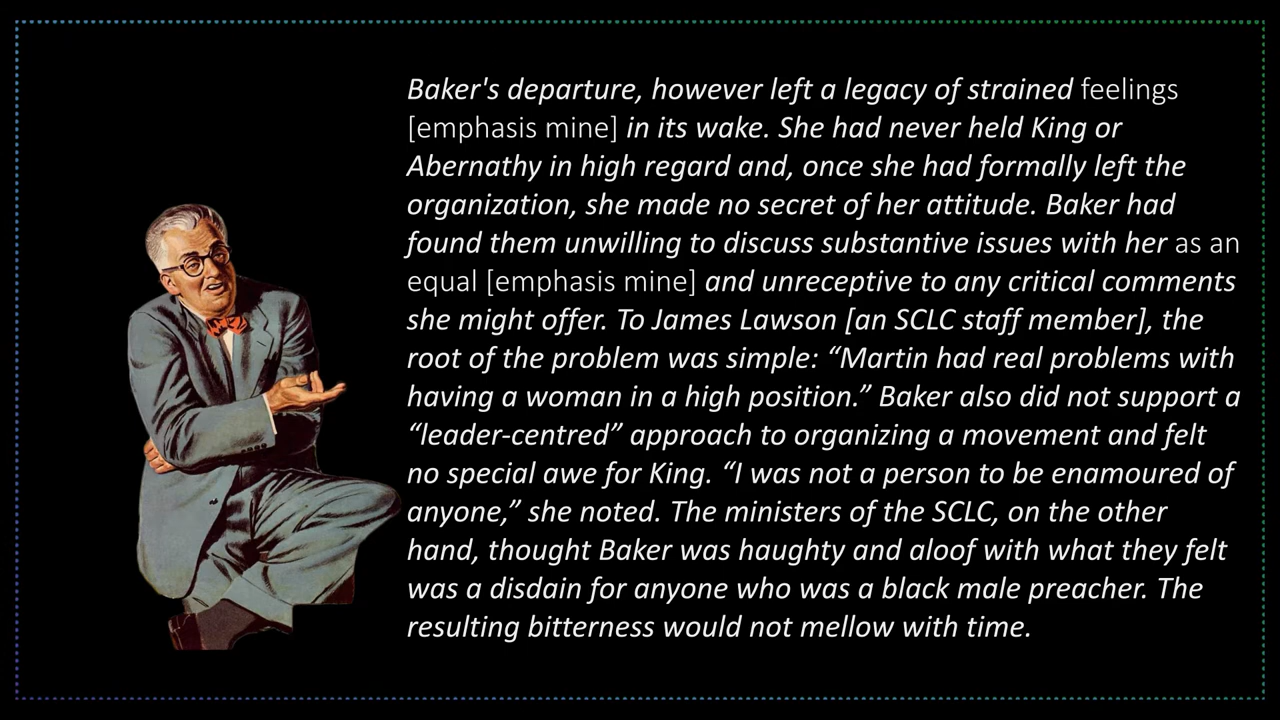 Baker's departure, however left a legacy of strained feelings
[emphasis mine] in its wake. She had never held King or
Abernathy in high regard and, once she had formally left the
organization, she made no secret of her attitude. Baker had
found them unwilling to discuss substantive issues with her as an
equal [emphasis mine] and unreceptive to any critical comments
she might offer. To James Lawson [an SCLC staff member], the
root of the problem was simple: “Martin had real problems with
having a woman in a high position.” Baker also did not support a
“leader-centred” approach to organizing a movement and felt
no special awe for King. “I was not a person to be enamoured of
anyone,” she noted. The ministers of the SCLC, on the other
hand, thought Baker was haughty and aloof with what they felt
was a disdain for anyone who was a black male preacher. The
resulting bitterness would not mellow with time.